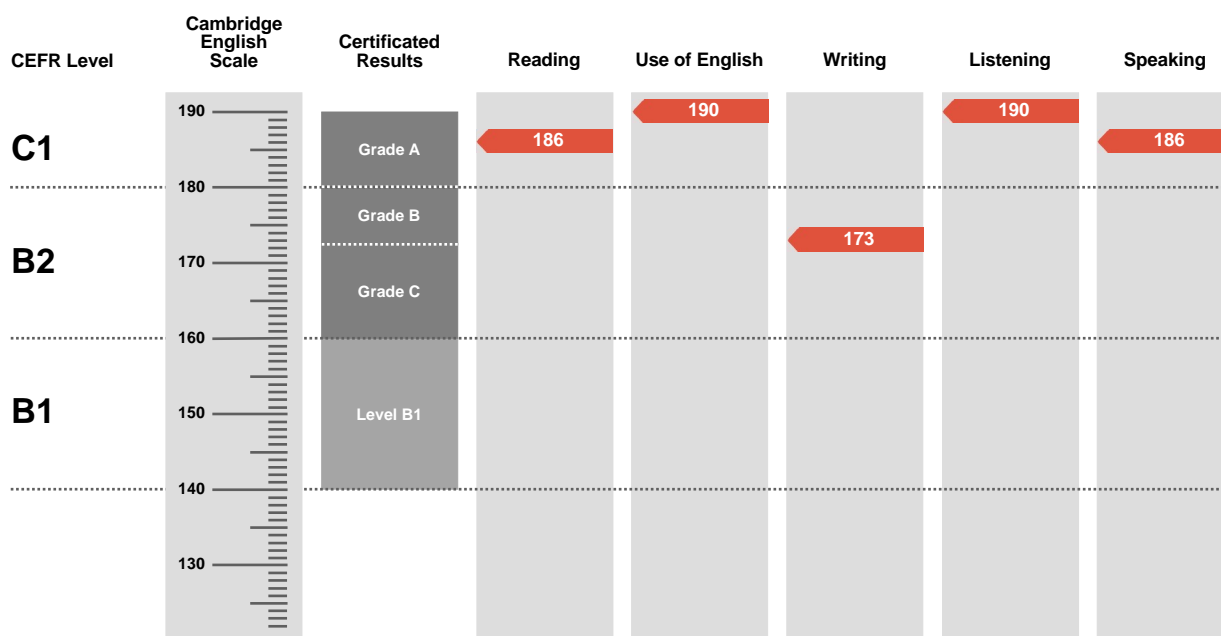 CEFR Level
Cambridge
English
Scale
Certificated
Results
Reading
Use of English
Writing
Listening
Speaking
190
190
190
C1
Grade A
186
186
180
Grade B
173
B2
170
Grade C
160
B1
150
Level B1
140
130